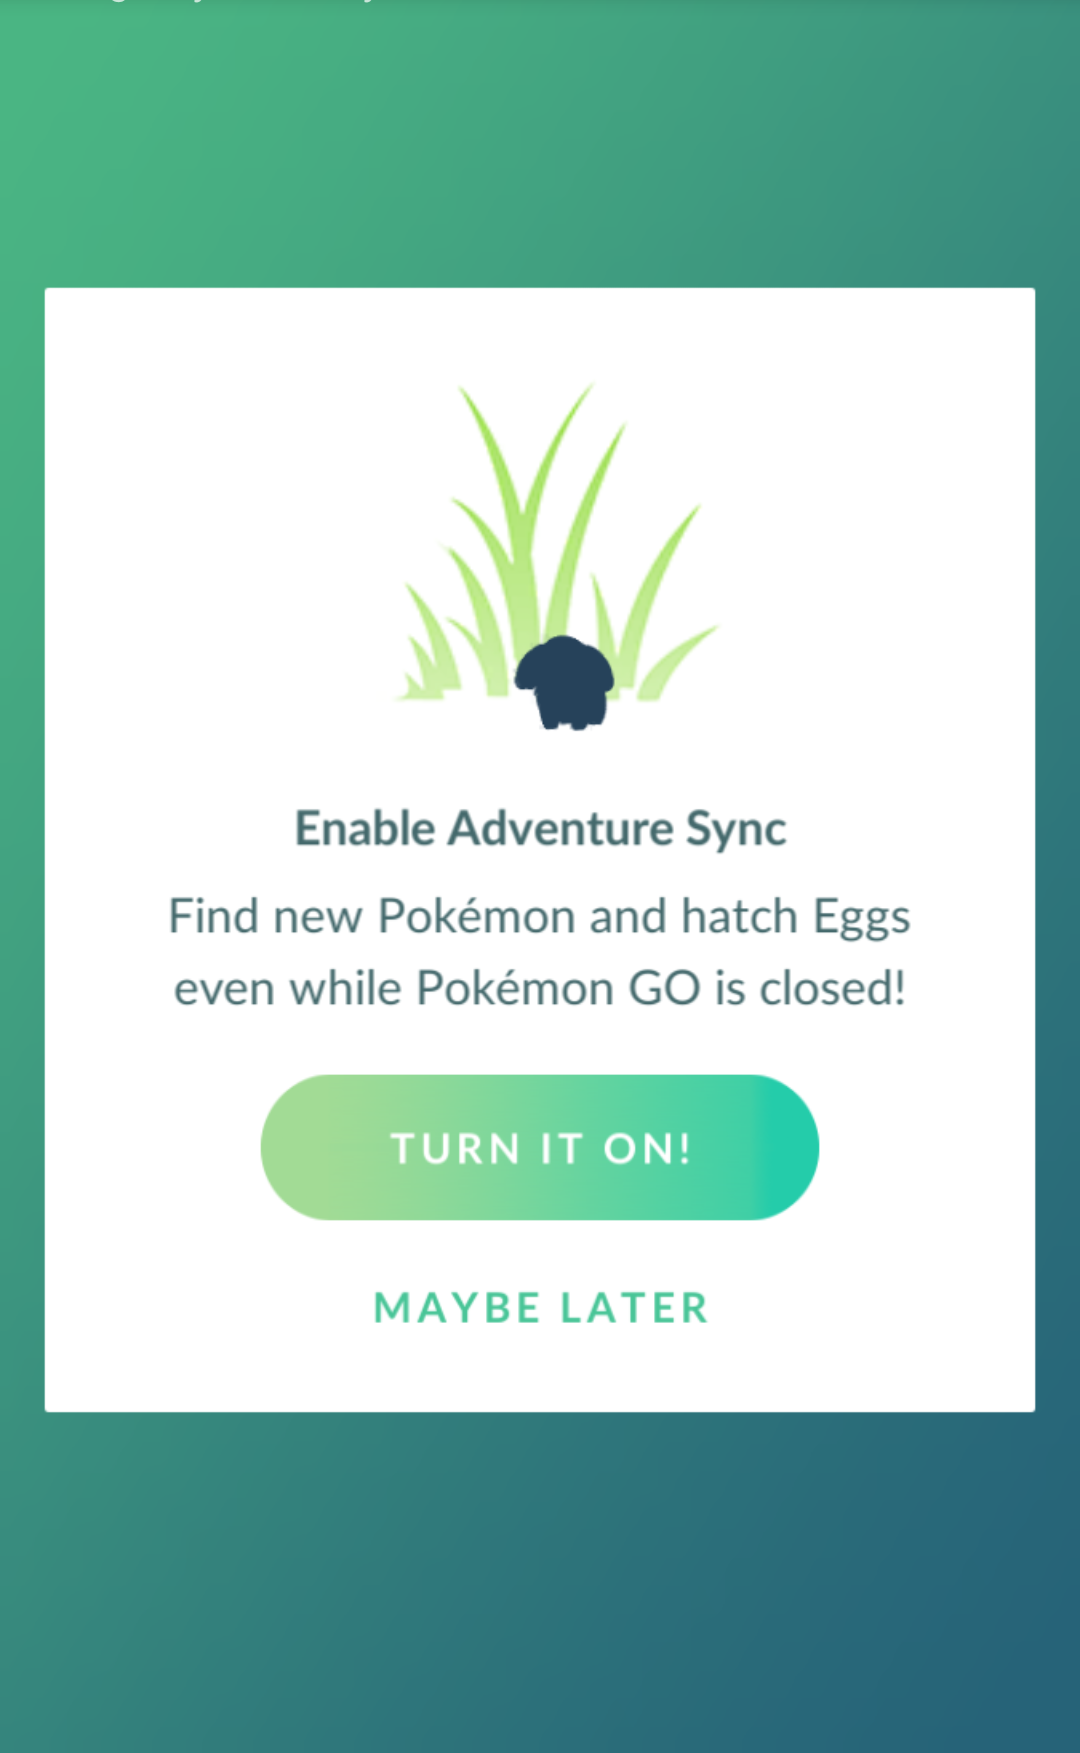 Enable Adventure Sync
Find new Pokémon and hatch Eggs
even while Pokémon GO is closed!
TURN IT ON!
MAYBE LATER